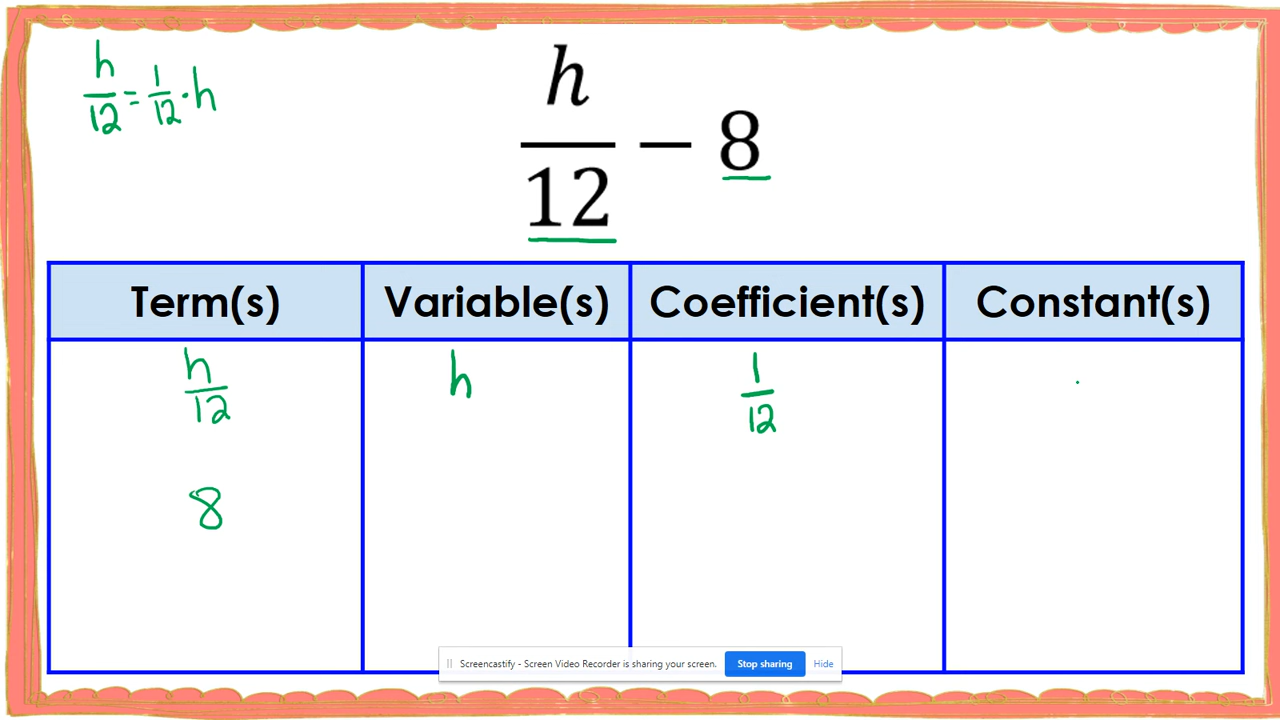 h/12 = 1/12 · h
h/12 − 8
Term(s) Variable(s) Coefficient(s) Constant(s)
h/12 h 1/12
8
Screencastify - Screen Video Recorder is sharing your screen. Stop sharing Hide